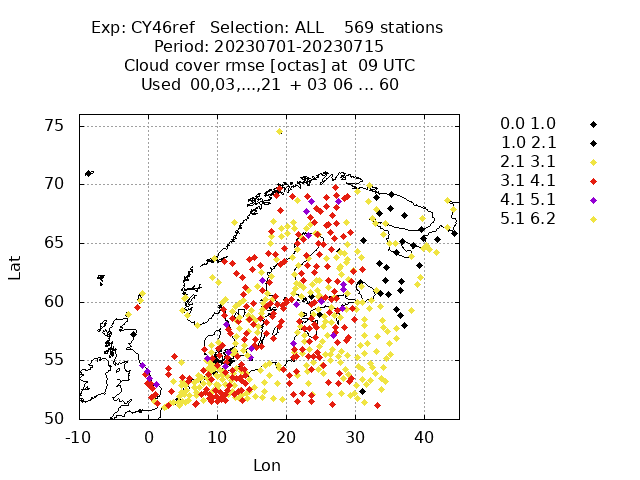 Exp: CY46ref   Selection: ALL    569 stations
Period: 20230701-20230715
Cloud cover rmse [octas] at  09 UTC
Used  00,03,...,21  + 03 06 ... 60
0.0 1.0
1.0 2.1
2.1 3.1
3.1 4.1
4.1 5.1
5.1 6.2
75
70
65
60
55
50
Lat
-10 0 10 20 30 40
Lon